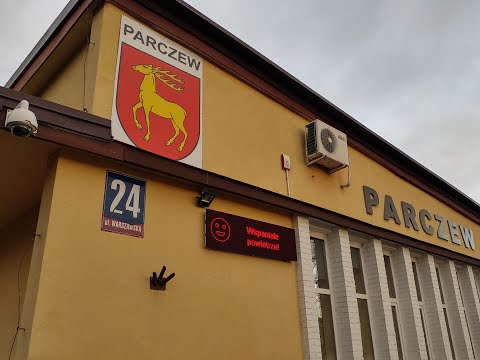 PARCZEW
24
ul. WARSZAWSKA
Wspaniałe
powietrze!
PARCZEW